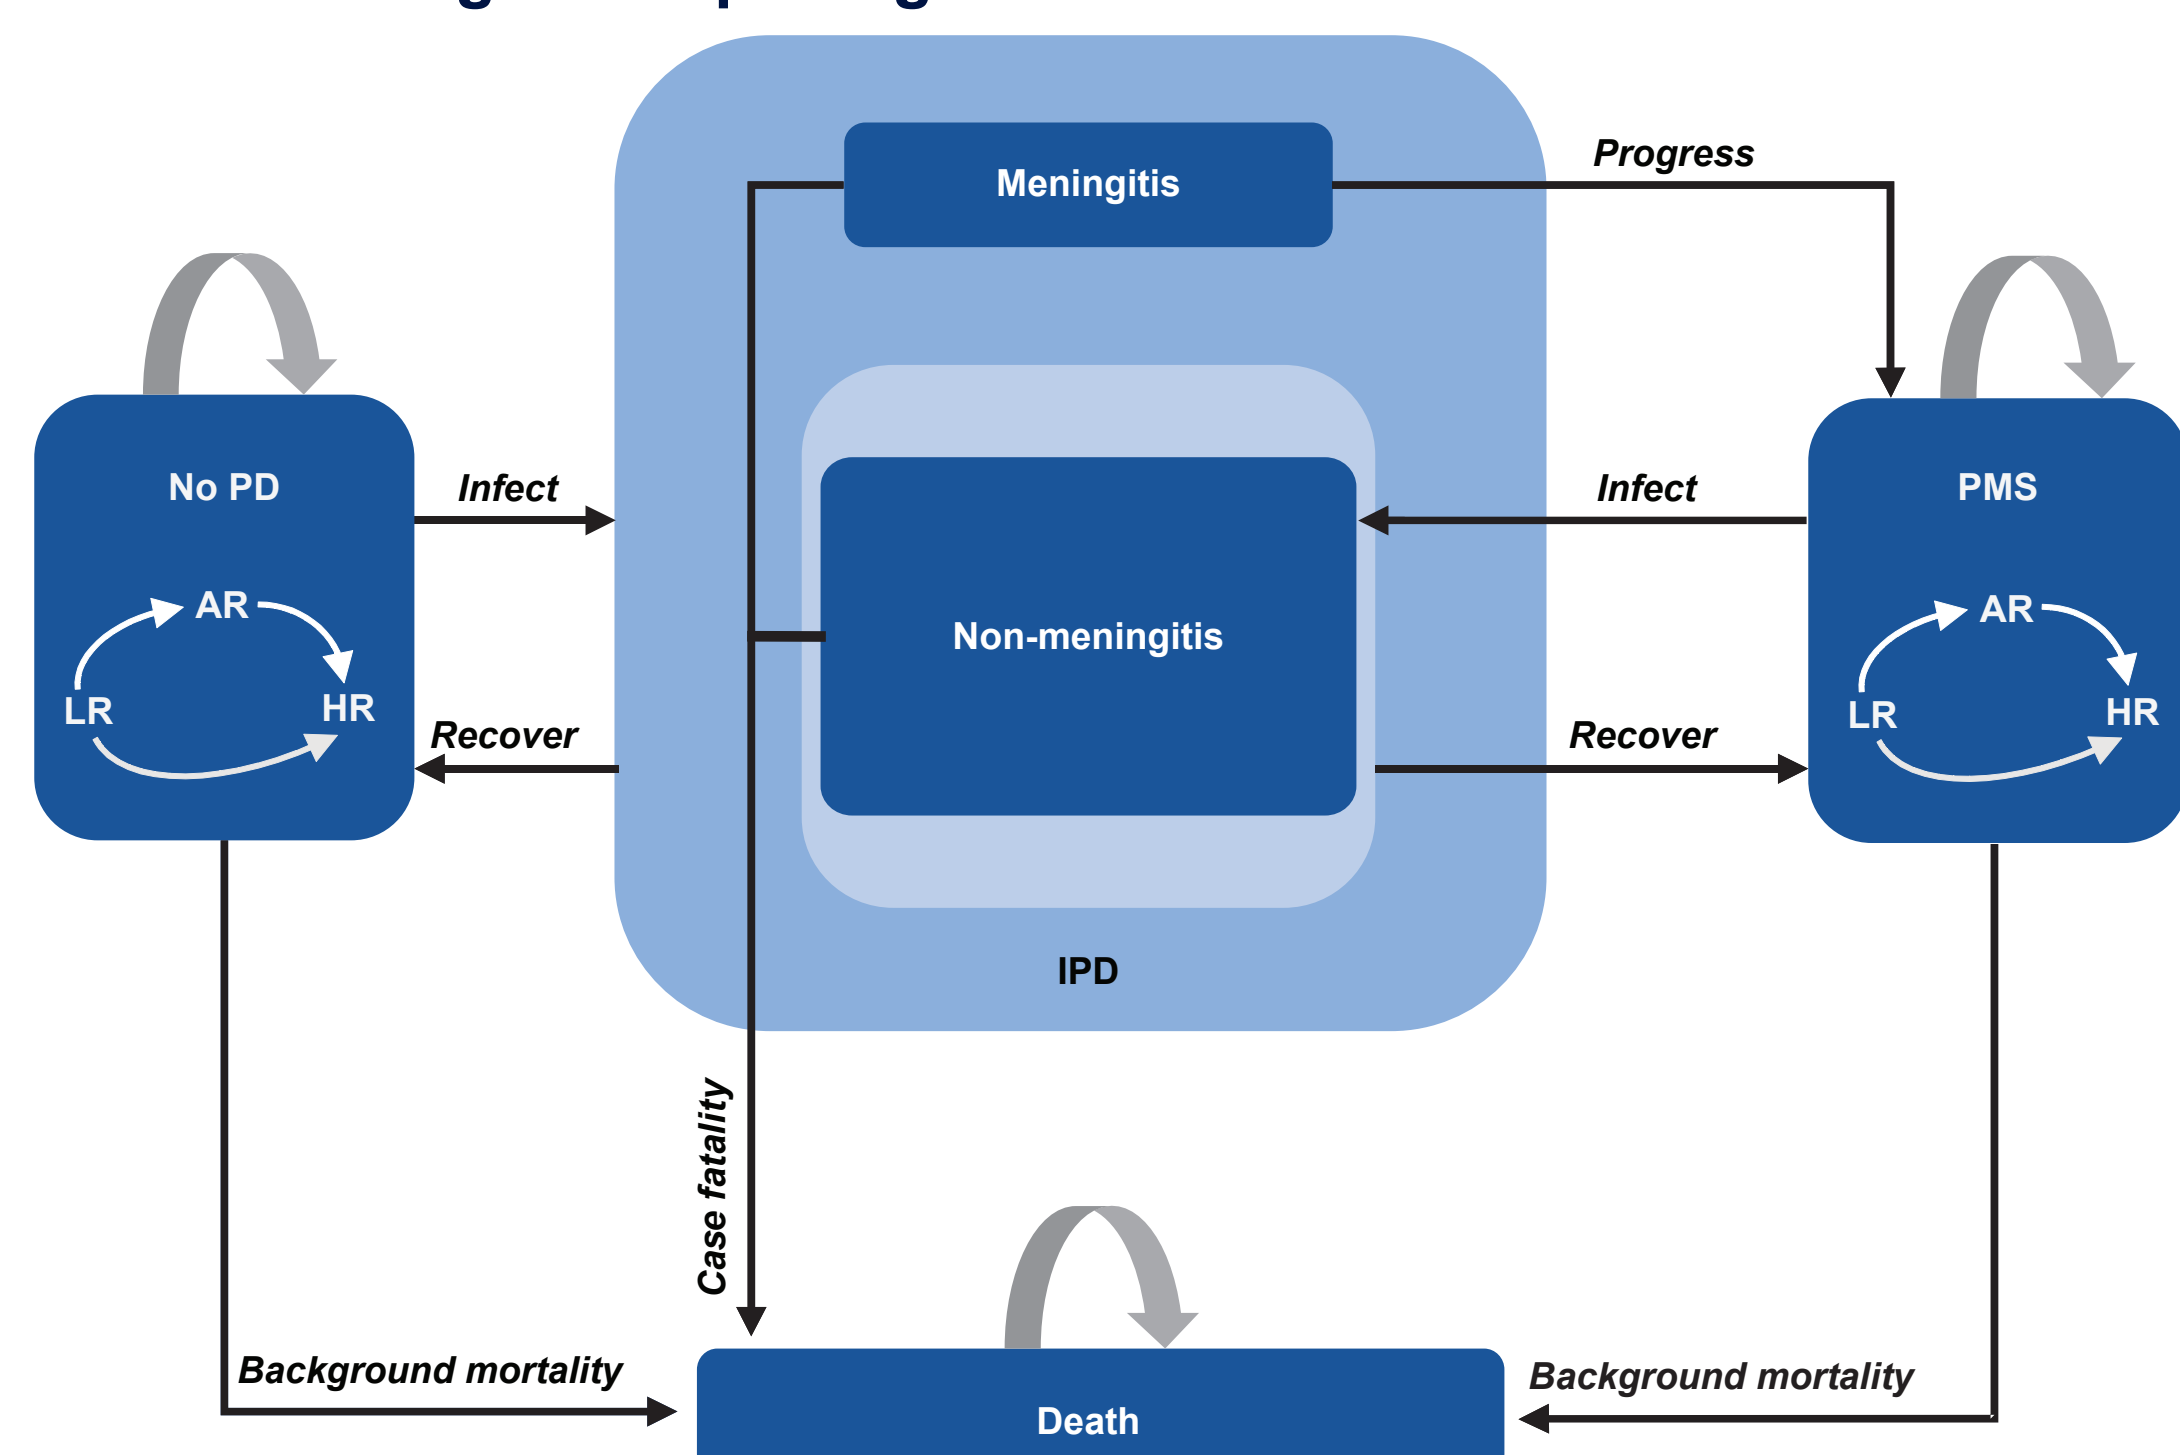 Meningitis
Progress
No PD
Infect
Infect
PMS
AR
LR
HR
Non-meningitis
AR
LR
HR
Recover
Recover
IPD
Case fatality
Background mortality
Background mortality
Death